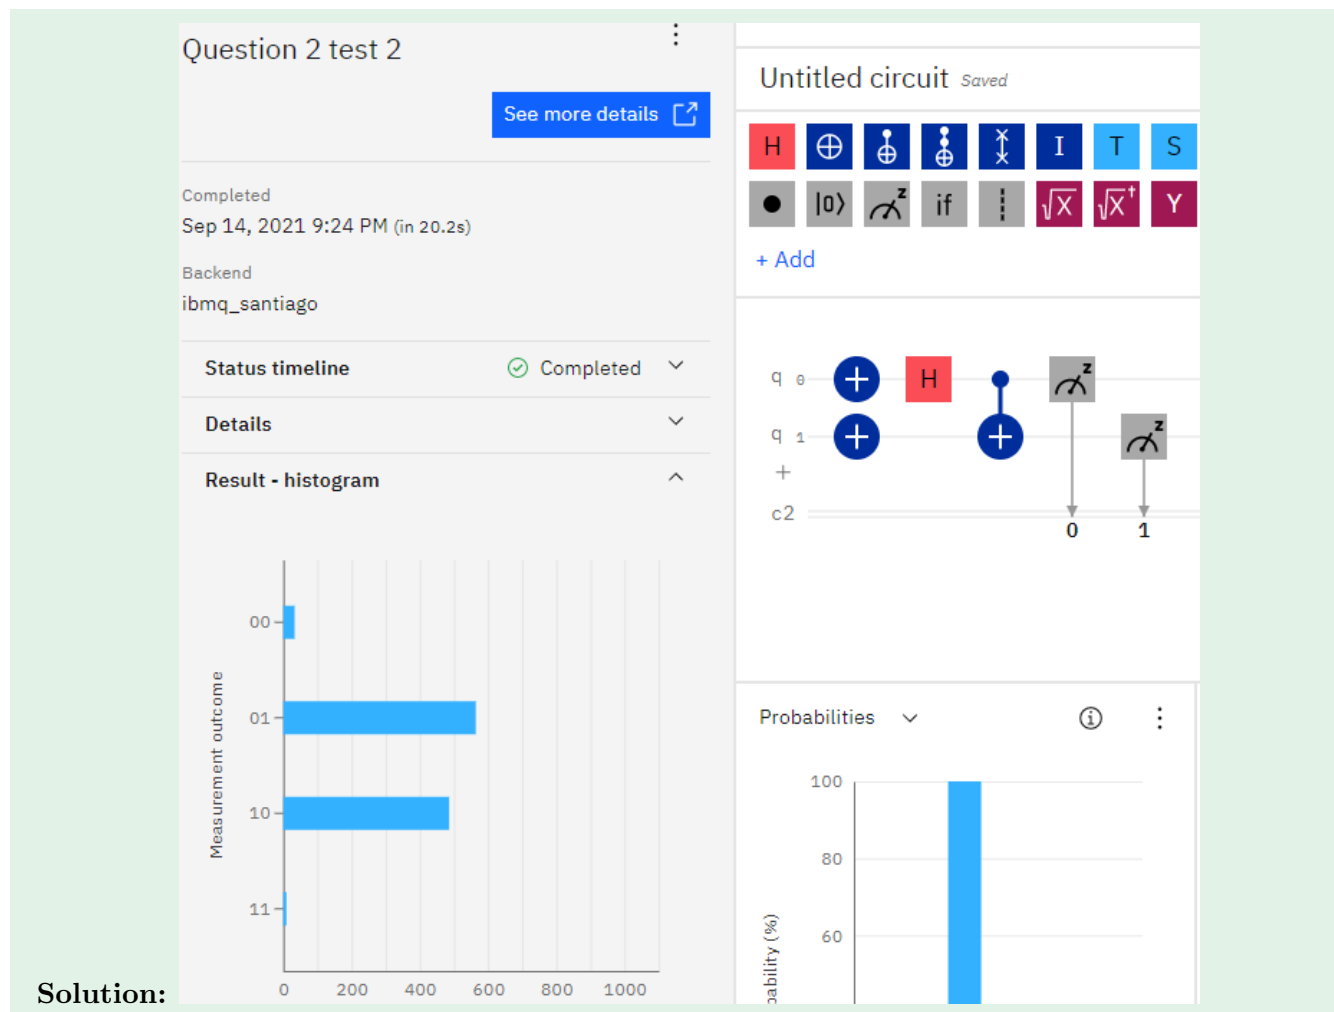 Question 2 test 2
See more details
Completed
Sep 14, 2021 9:24 PM (in 20.2s)
Backend
ibmq_santiago
Status timeline Completed
Details
Result - histogram
Measurement outcome
00
01
10
11
0 200 400 600 800 1000
Untitled circuit Saved
H I T S
|0⟩ z if √X √X† Y
+ Add
q 0 H z
q 1 z
+
c2
0 1
Probabilities
100
80
60
bability (%)
Solution: